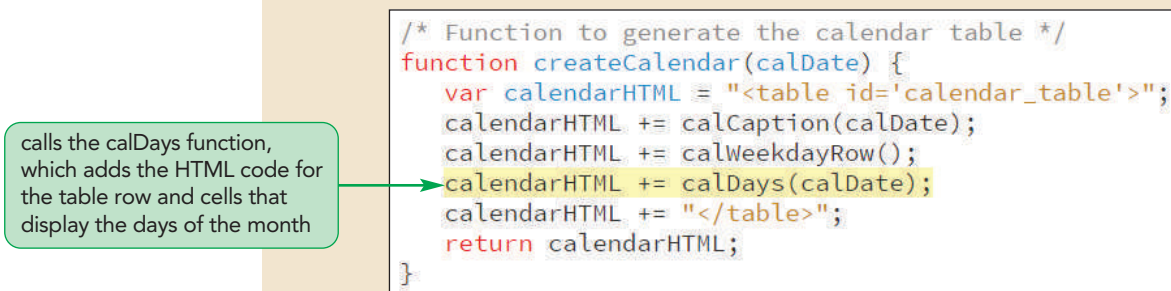 /* Function to generate the calendar table */
function createCalendar(calDate) {
   var calendarHTML = "<table id='calendar_table'>";
   calendarHTML += calCaption(calDate);
   calendarHTML += calWeekdayRow();
   calendarHTML += calDays(calDate);
   calendarHTML += "</table>";
   return calendarHTML;
}
calls the calDays function,
which adds the HTML code for
the table row and cells that
display the days of the month